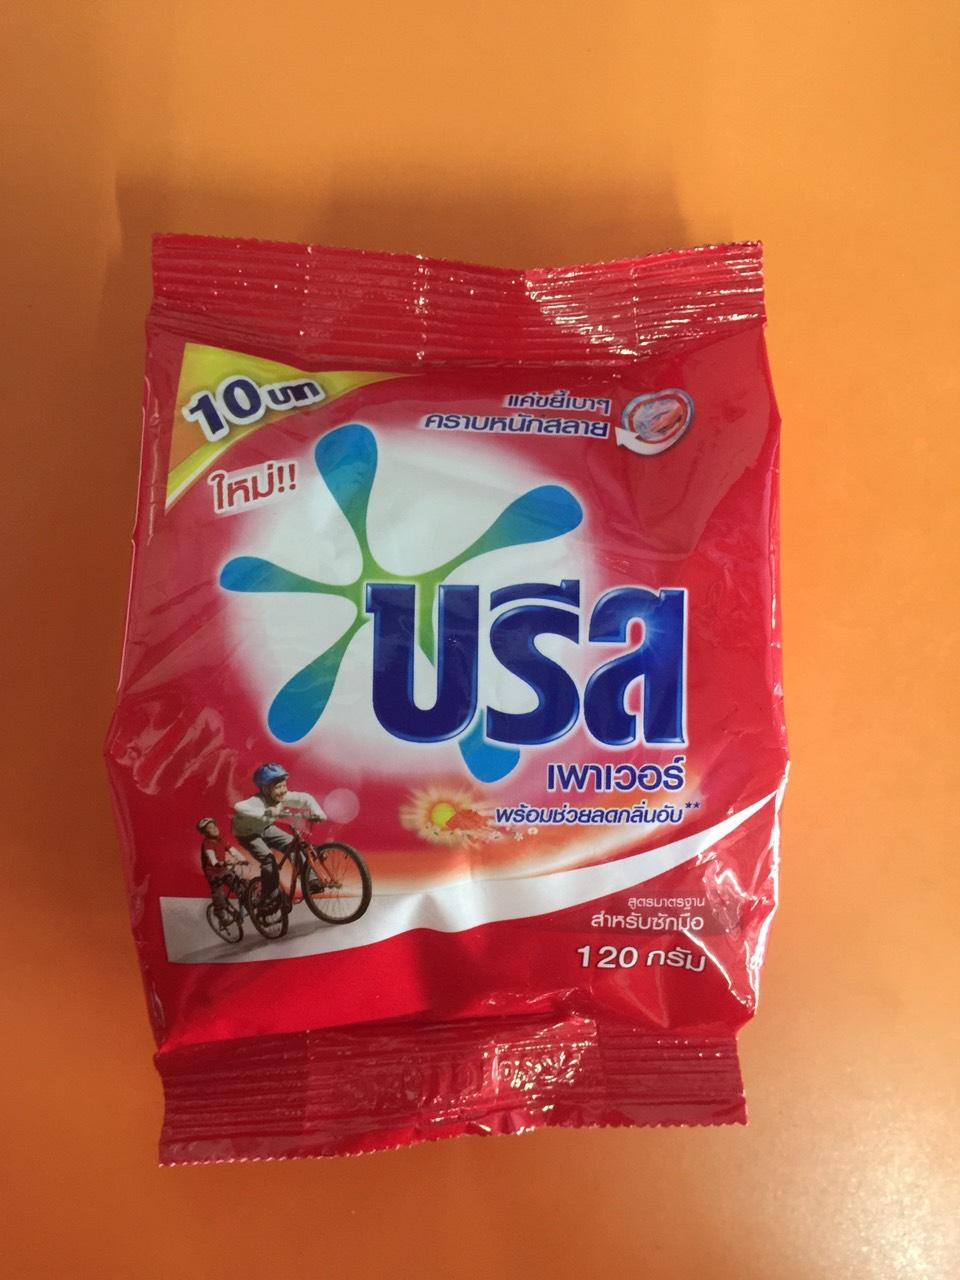 10 บาท
ใหม่!!
แค่ขยี้เบาๆ
คราบหนักสลาย
บรีส
เพาเวอร์
พร้อมช่วยลดกลิ่นอับ**
สูตรมาตรฐาน
สำหรับซักมือ
120 กรัม